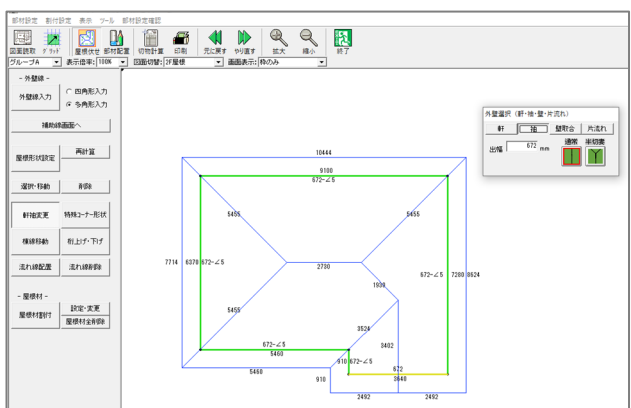 部材設定 割付設定 表示 ツール 部材設定確認
図面読取 グリッド 屋根伏せ 部材配置 切物計算 印刷 元に戻す やり直す 拡大 縮小 終了
グループA 表示倍率: 100% 図面切替: 2F屋根 画面表示: 枠のみ
- 外壁線 -
外壁線入力 四角形入力
多角形入力
補助線画面へ
屋根形状設定 再計算
選択・移動 削除
軒袖変更 特殊コーナー形状
棟線移動 桁上げ・下げ
流れ線配置 流れ線削除
- 屋根材 -
屋根材割付 設定・変更
屋根材全削除
外壁選択(軒・袖・壁・片流れ)
軒 袖 壁取合 片流れ
出幅 672 mm 通常 半切妻
10444
9100
672-∠5
5455 5455
7714 6370 672-∠5 2730 672-∠5 7280 8624
1930
5455 3524
672-∠5 3402
5460
910 672-∠5
5460 672
910 3640
2492 2492